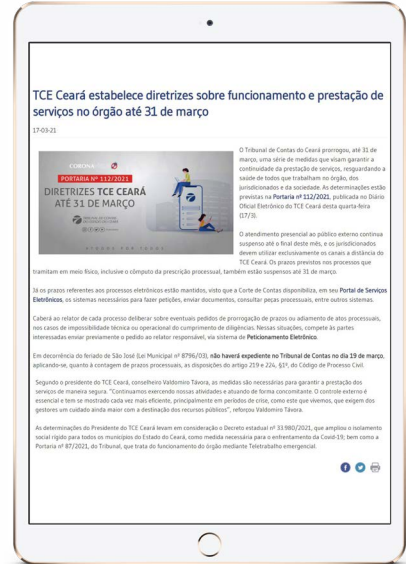 TCE Ceará estabelece diretrizes sobre funcionamento e prestação de
serviços no órgão até 31 de março
17-03-21
CORONA
PORTARIA Nº 112/2021
DIRETRIZES TCE CEARÁ
ATÉ 31 DE MARÇO
O Tribunal de Contas do Ceará prorrogou, até 31 de
março, uma série de medidas que visam garantir a
continuidade da prestação de serviços, resguardando a
saúde de todos que trabalham no órgão, dos
jurisdicionados e da sociedade. As determinações estão
previstas na Portaria nº 112/2021, publicada no Diário
Oficial Eletrônico do TCE Ceará desta quarta-feira
(17/3).
O atendimento presencial ao público externo continua
suspenso até o final deste mês, e os jurisdicionados
devem utilizar exclusivamente os canais a distância do
TCE Ceará. Os prazos previstos nos processos que
tramitam em meio físico, inclusive o cômputo da prescrição processual, também estão suspensos até 31 de março.
Já os prazos referentes aos processos eletrônicos estão mantidos, visto que a Corte de Contas disponibiliza, em seu Portal de Serviços
Eletrônicos, os sistemas necessários para fazer petições, enviar documentos, consultar peças processuais, entre outros sistemas.
Caberá ao relator de cada processo deliberar sobre eventuais pedidos de prorrogação de prazos ou adiamento de atos processuais,
nos casos de impossibilidade técnica ou operacional do cumprimento de diligências. Nessas situações, compete às partes
interessadas enviar previamente o pedido ao relator responsável, via sistema de Peticionamento Eletrônico.
Em decorrência do feriado de São José (Lei Municipal nº 8796/03), não haverá expediente no Tribunal de Contas no dia 19 de março,
aplicando-se, quanto à contagem de prazos processuais, as disposições do artigo 219 e 224, §1º, do Código de Processo Civil.
Segundo o presidente do TCE Ceará, conselheiro Valdomiro Távora, as medidas são necessárias para garantir a prestação dos
serviços de maneira segura. “Continuamos exercendo nossas atividades e atuando de forma concomitante. O controle externo é
essencial e tem se mostrado cada vez mais eficiente, principalmente em períodos de crise, como este que vivemos, que exigem dos
gestores um cuidado ainda maior com a destinação dos recursos públicos”, reforçou Valdomiro Távora.
As determinações do Presidente do TCE Ceará levam em consideração o Decreto estadual nº 33.980/2021, que ampliou o isolamento
social rígido para todos os municípios do Estado do Ceará, como medida necessária para o enfrentamento da Covid-19; bem como a
Portaria nº 87/2021, do Tribunal, que trata do funcionamento do órgão mediante Teletrabalho emergencial.